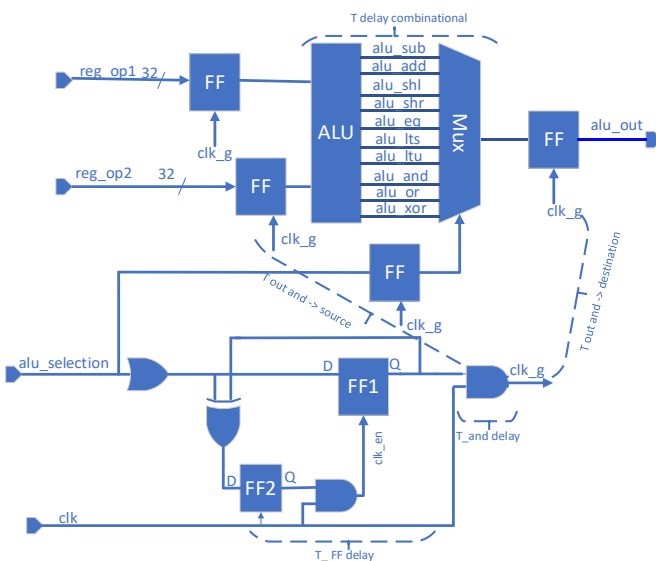 T delay combinational
reg_op1 32
FF
clk_g
alu_sub
alu_add
alu_shl
alu_shr
alu_eq
alu_lts
alu_ltu
alu_and
alu_or
alu_xor
ALU
Mux
FF
alu_out
clk_g
reg_op2 32
FF
clk_g
T out and -> source
FF
clk_g
T out and -> destination
alu_selection
D
Q
FF1
clk_en
clk_g
T_and delay
D
Q
FF2
clk
T_ FF delay